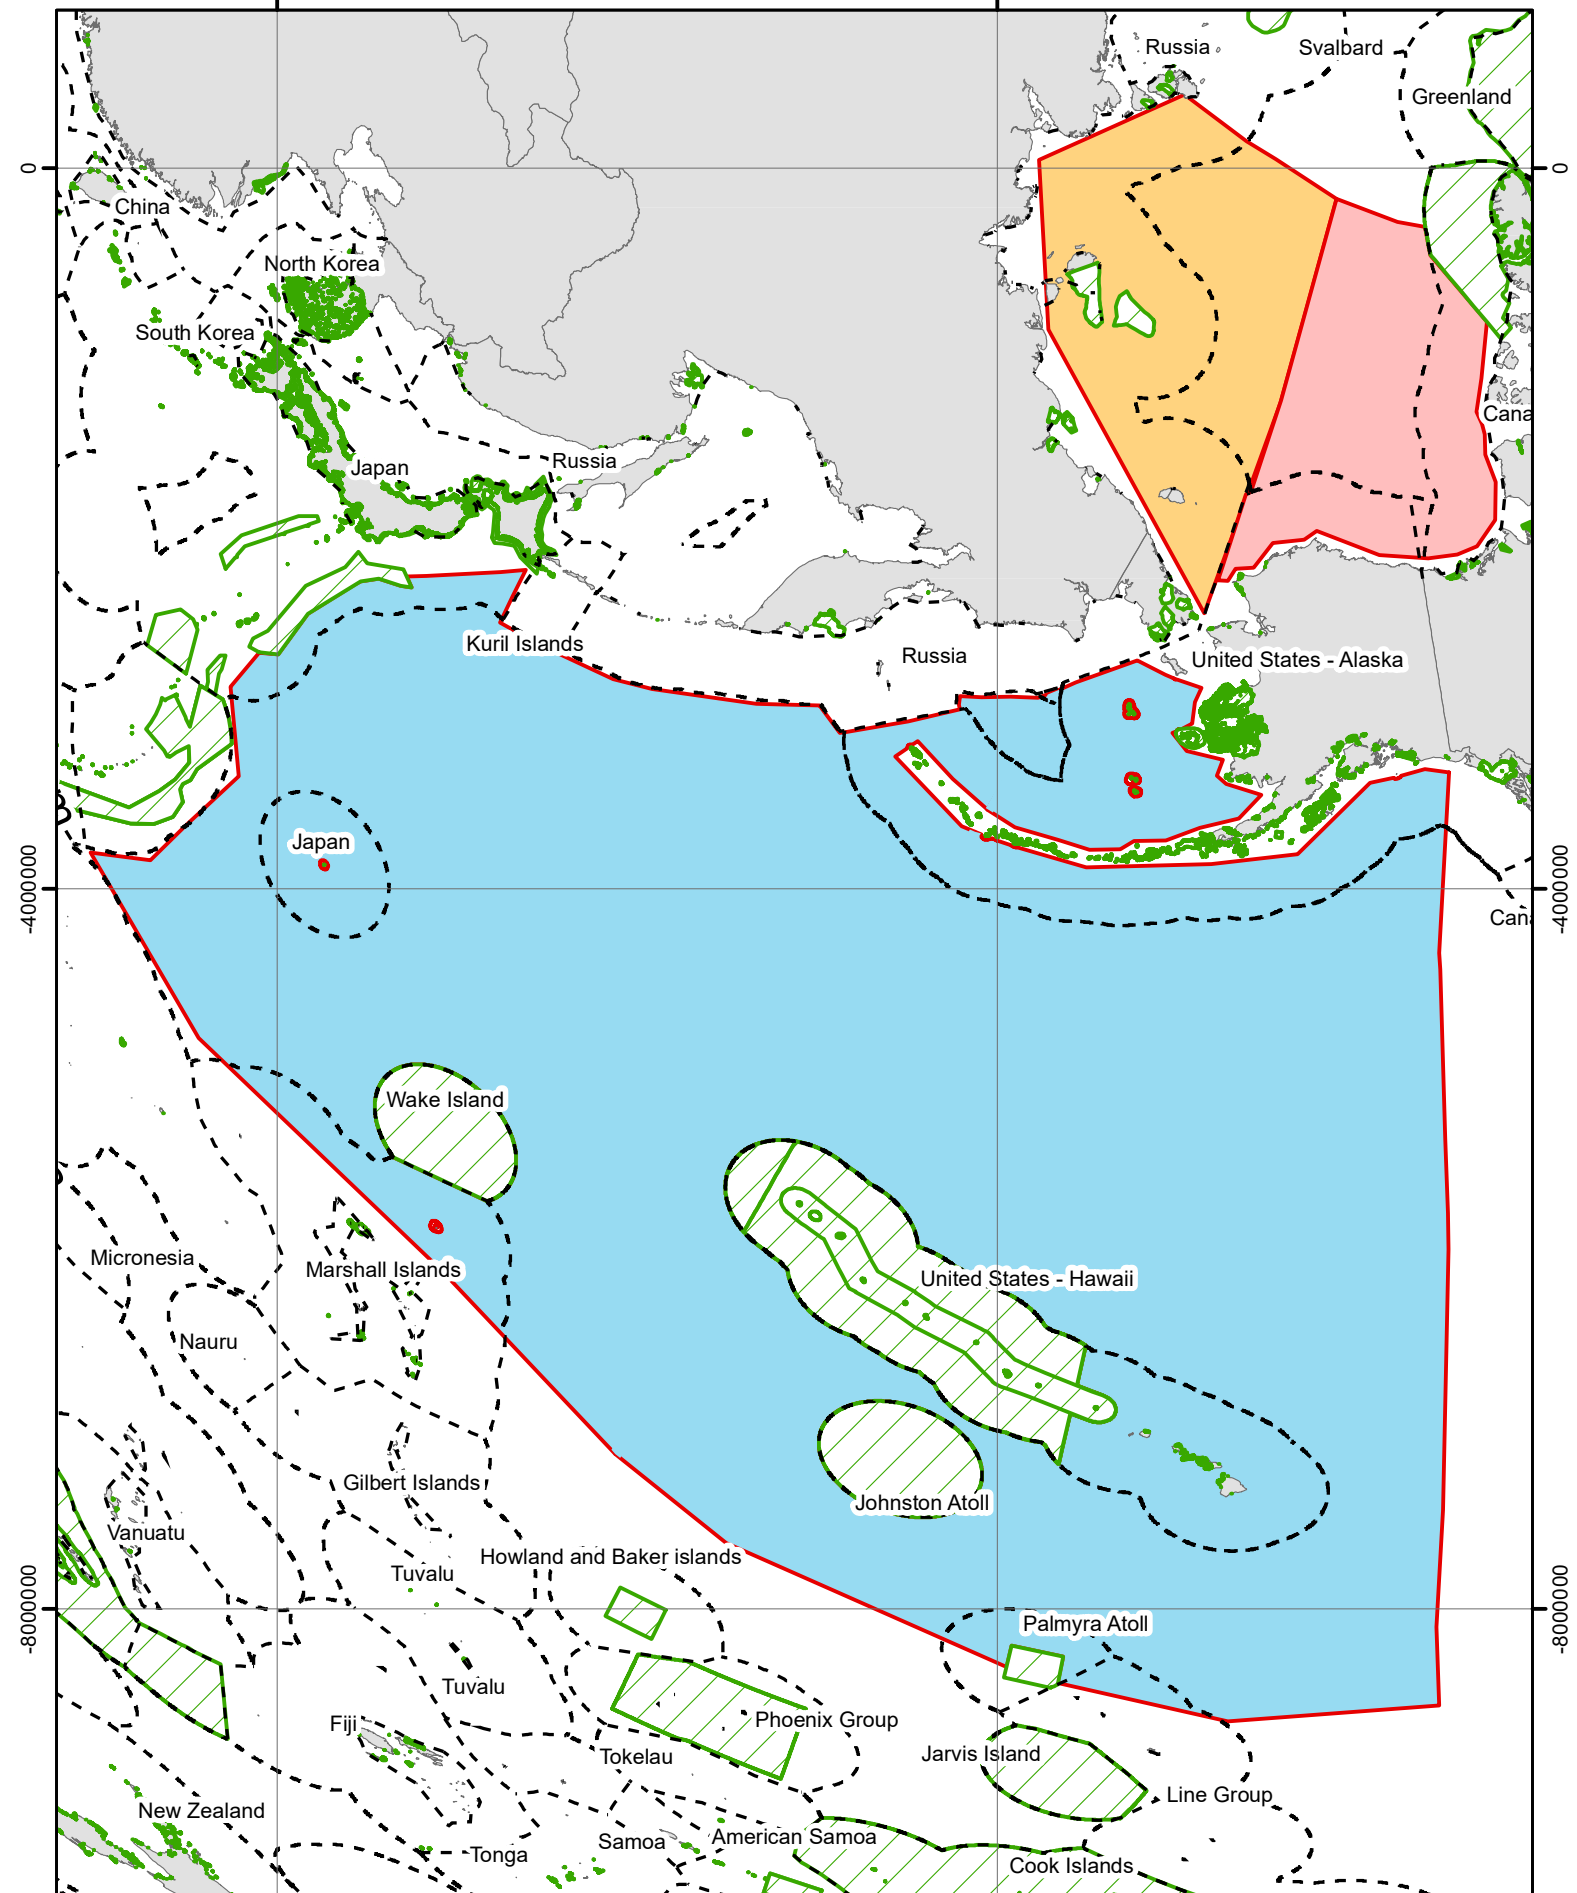 Russia
Svalbard
Greenland
0
0
China
North Korea
South Korea
Cana
Japan
Russia
Kuril Islands
Russia
United States - Alaska
Japan
-4000000
-4000000
Cana
Wake Island
Micronesia
Marshall Islands
United States - Hawaii
Nauru
Gilbert Islands
Johnston Atoll
Vanuatu
Howland and Baker islands
Tuvalu
-8000000
-8000000
Palmyra Atoll
Tuvalu
Fiji
Phoenix Group
Tokelau
Jarvis Island
Line Group
New Zealand
Samoa
American Samoa
Tonga
Cook Islands